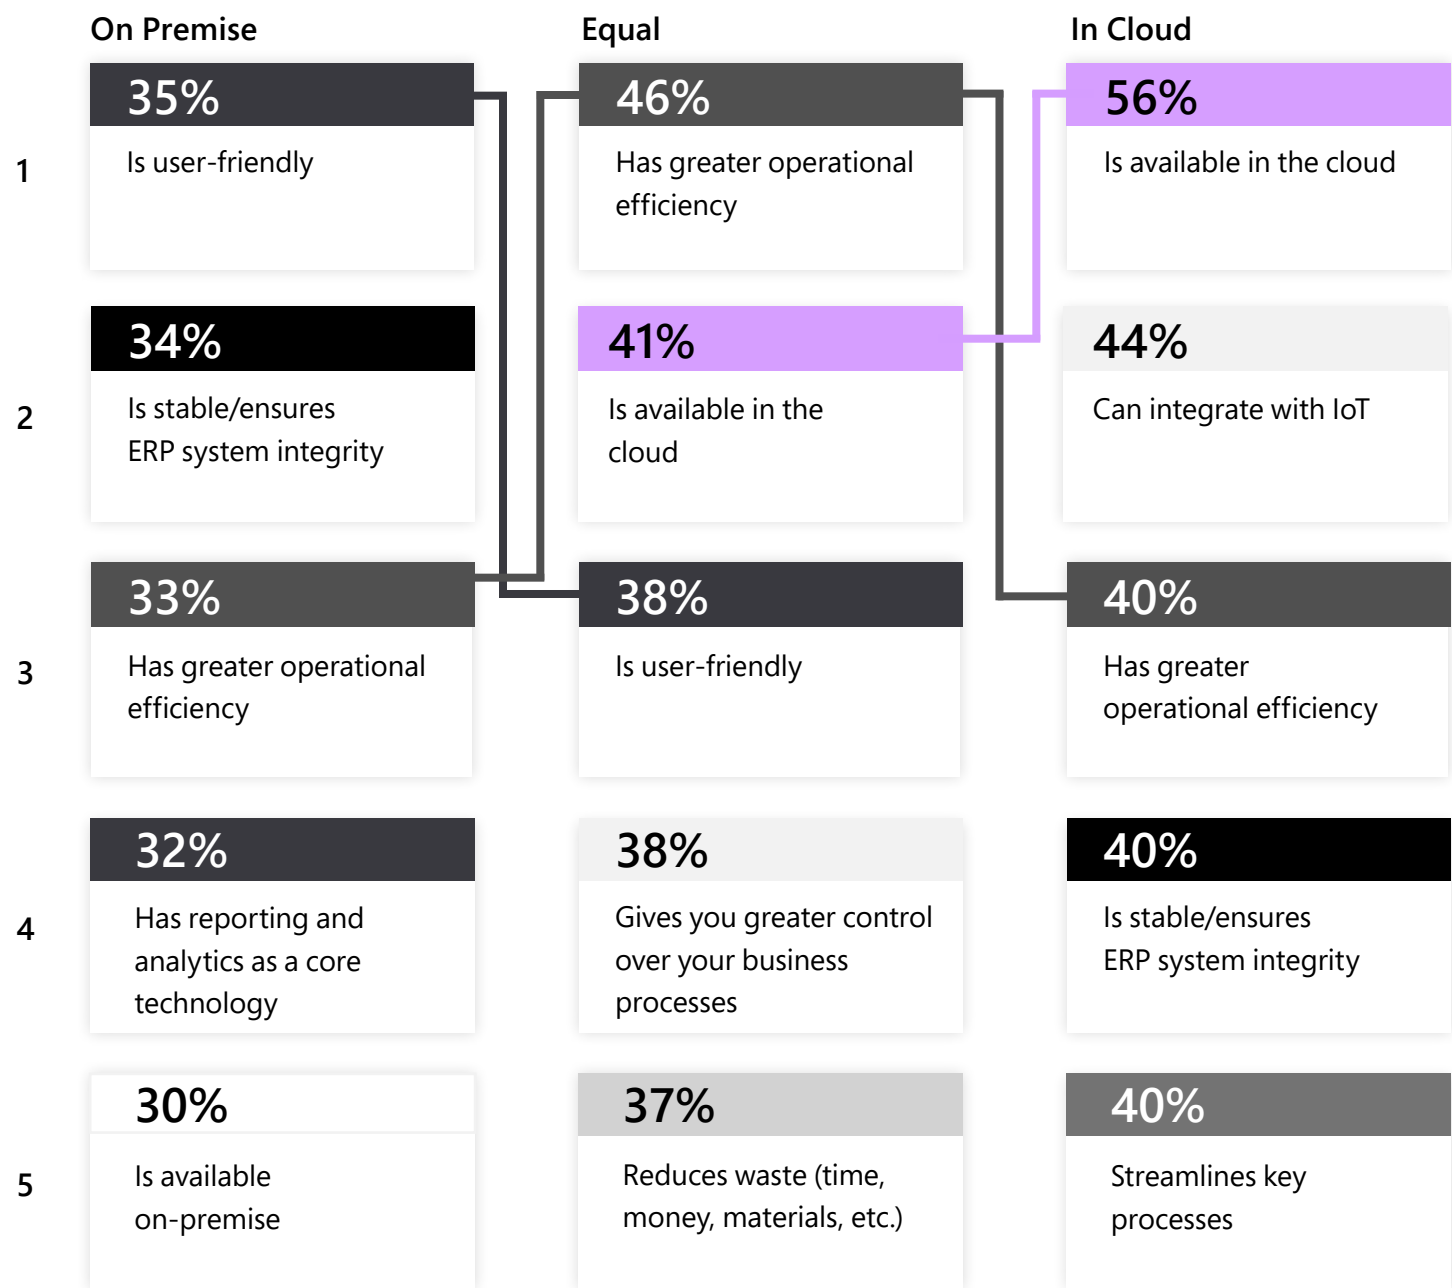 On Premise
Equal
In Cloud
1
35%
Is user-friendly
46%
Has greater operational
efficiency
56%
Is available in the cloud
2
34%
Is stable/ensures
ERP system integrity
41%
Is available in the
cloud
44%
Can integrate with IoT
3
33%
Has greater operational
efficiency
38%
Is user-friendly
40%
Has greater
operational efficiency
4
32%
Has reporting and
analytics as a core
technology
38%
Gives you greater control
over your business
processes
40%
Is stable/ensures
ERP system integrity
5
30%
Is available
on-premise
37%
Reduces waste (time,
money, materials, etc.)
40%
Streamlines key
processes